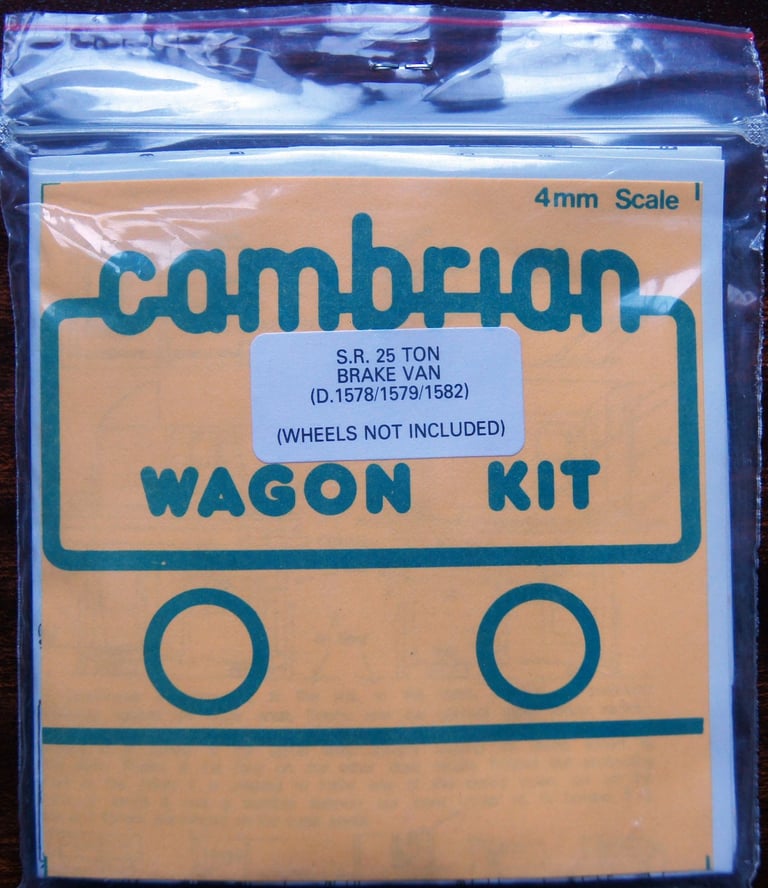 4mm Scale
cambrian
S.R. 25 TON
BRAKE VAN
(D.1578/1579/1582)
(WHEELS NOT INCLUDED)
WAGON KIT